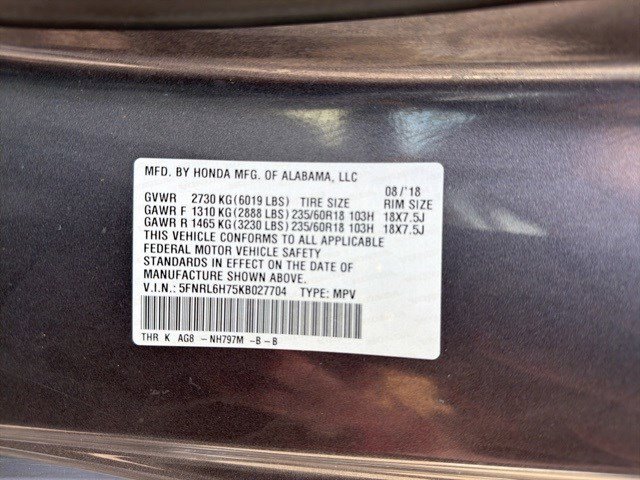 MFD. BY HONDA MFG. OF ALABAMA, LLC 08/'18
GVWR 2730 KG (6019 LBS) TIRE SIZE RIM SIZE
GAWR F 1310 KG (2888 LBS) 235/60R18 103H 18X7.5J
GAWR R 1465 KG (3230 LBS) 235/60R18 103H 18X7.5J
THIS VEHICLE CONFORMS TO ALL APPLICABLE
FEDERAL MOTOR VEHICLE SAFETY
STANDARDS IN EFFECT ON THE DATE OF
MANUFACTURE SHOWN ABOVE.
V.I.N.: 5FNRL6H75KB027704 TYPE: MPV
THR K AG8 - NH797M -B - B